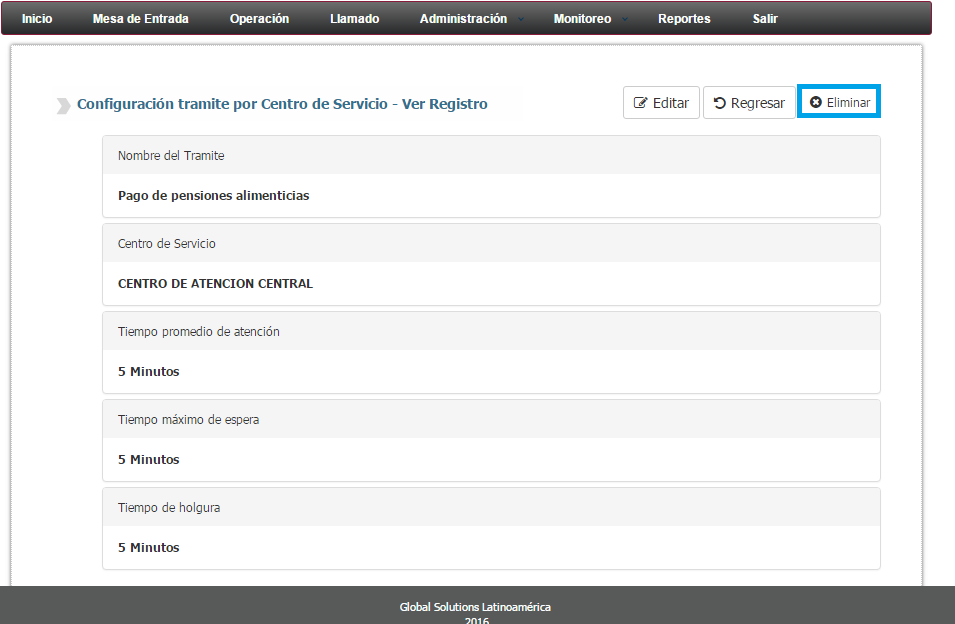 Inicio Mesa de Entrada Operación Llamado Administración Monitoreo Reportes Salir
Configuración tramite por Centro de Servicio - Ver Registro Editar Regresar Eliminar
Nombre del Tramite
Pago de pensiones alimenticias
Centro de Servicio
CENTRO DE ATENCION CENTRAL
Tiempo promedio de atención
5 Minutos
Tiempo máximo de espera
5 Minutos
Tiempo de holgura
5 Minutos
Global Solutions Latinoamérica
2016